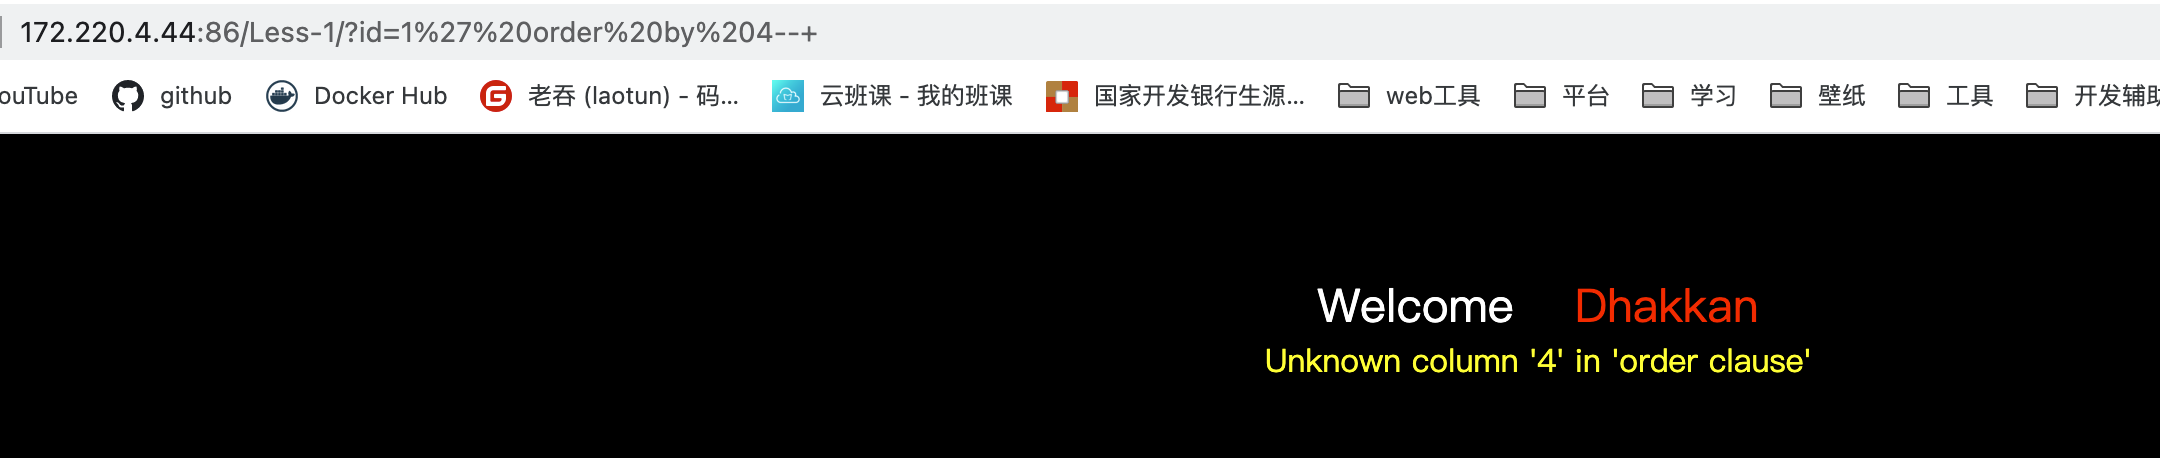 172.220.4.44:86/Less-1/?id=1%27%20order%20by%204--+
ouTube github Docker Hub 老吞 (laotun) - 码... 云班课 - 我的班课 国家开发银行生源... web工具 平台 学习 壁纸 工具 开发辅助
Welcome Dhakkan
Unknown column '4' in 'order clause'